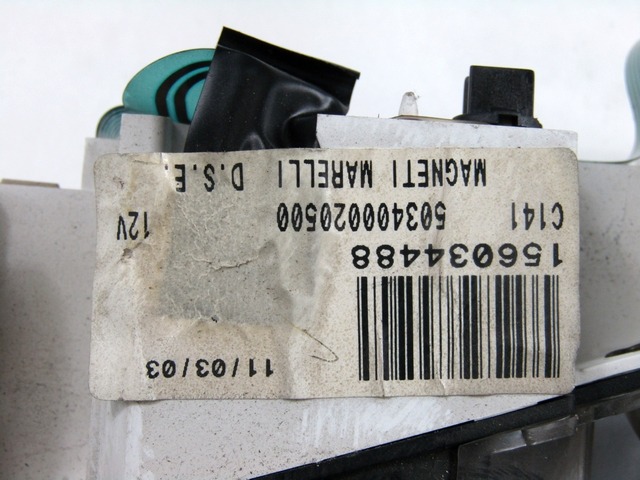 11/03/03
156034488
C141 503400020500 12V
MAGNETI MARELLI D.S.E.